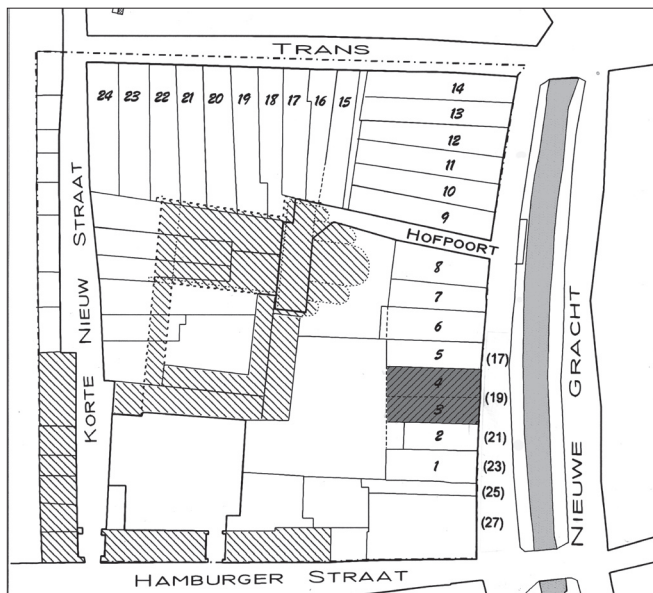 TRANS
24 23 22 21 20 19 18 17 16 15
14
13
12
11
10
9
HOFPOORT
8
7
6
5 (17)
4
(19)
3
2 (21)
1 (23)
(25)
(27)
KORTE NIEUW STRAAT
NIEUWE GRACHT
HAMBURGER STRAAT